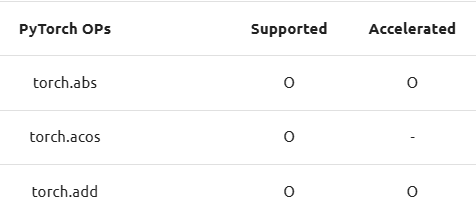 PyTorch OPs Supported Accelerated
torch.abs O O
torch.acos O -
torch.add O O